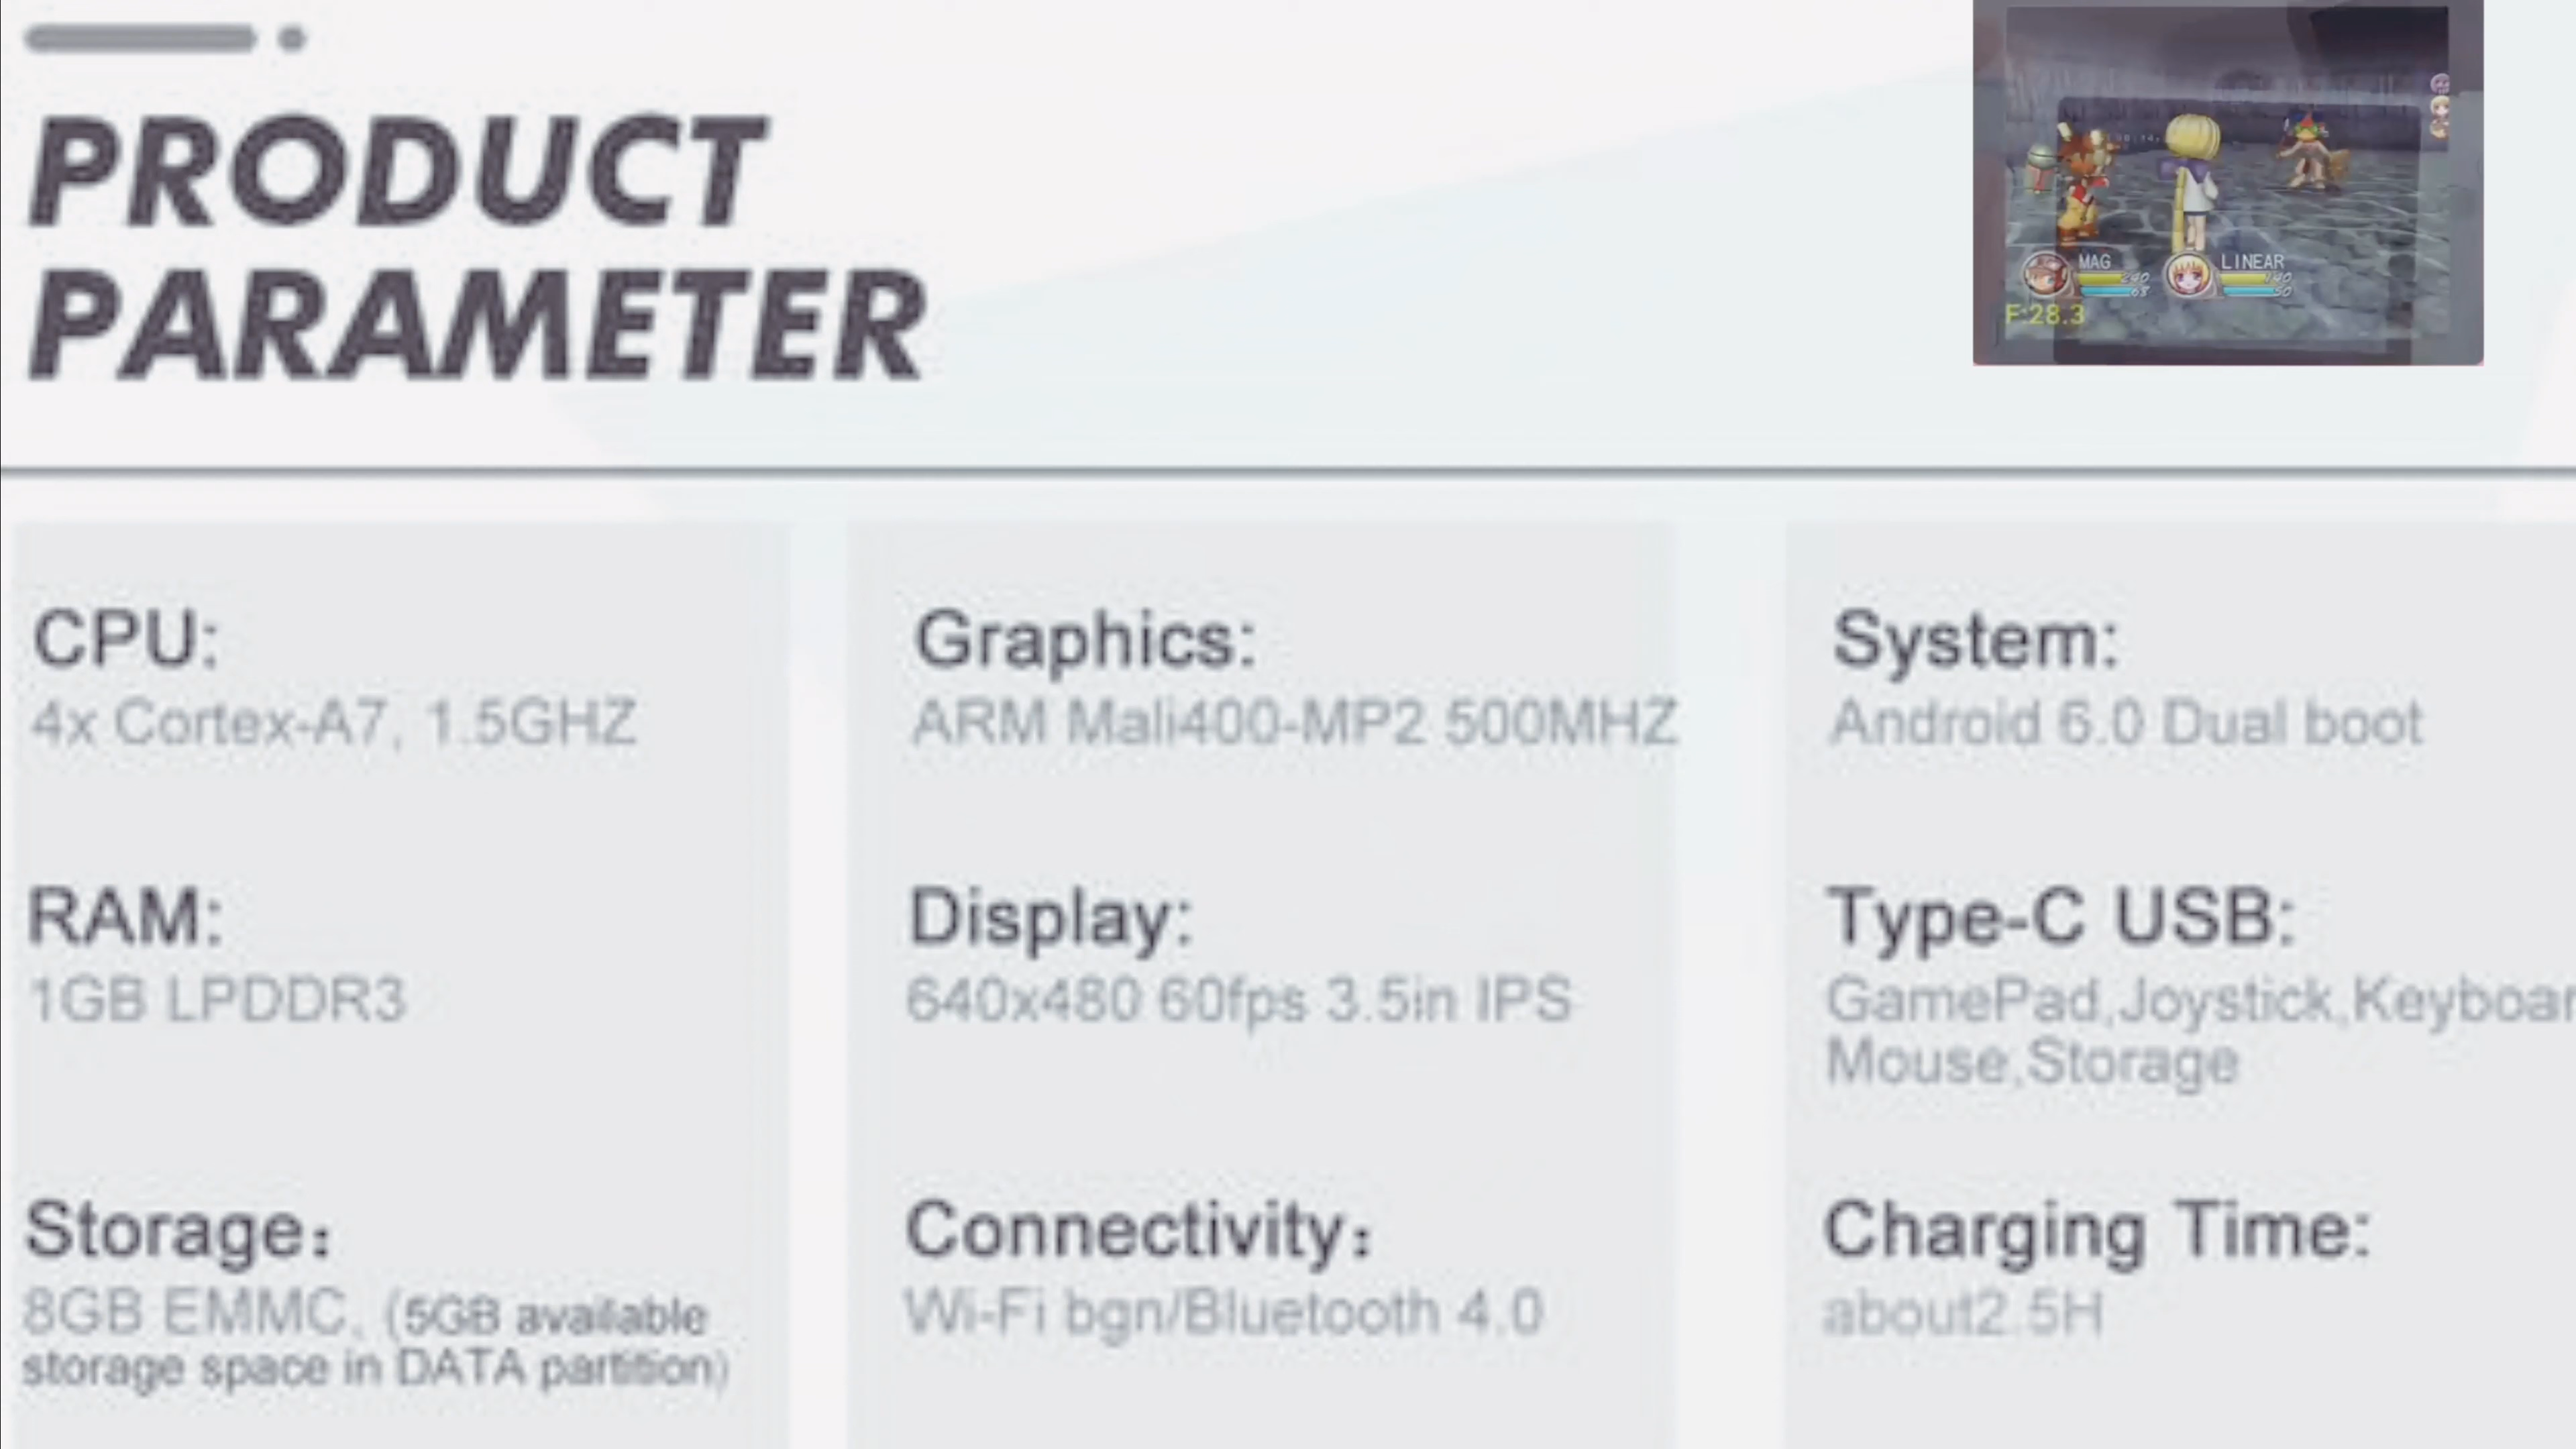 PRODUCT
PARAMETER
MAG
240
68
LINEAR
50
F:28.3
CPU:
4x Cortex-A7, 1.5GHZ
Graphics:
ARM Mali400-MP2 500MHZ
System:
Android 6.0 Dual boot
RAM:
1GB LPDDR3
Display:
640x480 60fps 3.5in IPS
Type-C USB:
GamePad,Joystick,Keyboar
Mouse,Storage
Storage:
8GB EMMC, (5GB available
storage space in DATA partition)
Connectivity:
Wi-Fi bgn/Bluetooth 4.0
Charging Time:
about2.5H